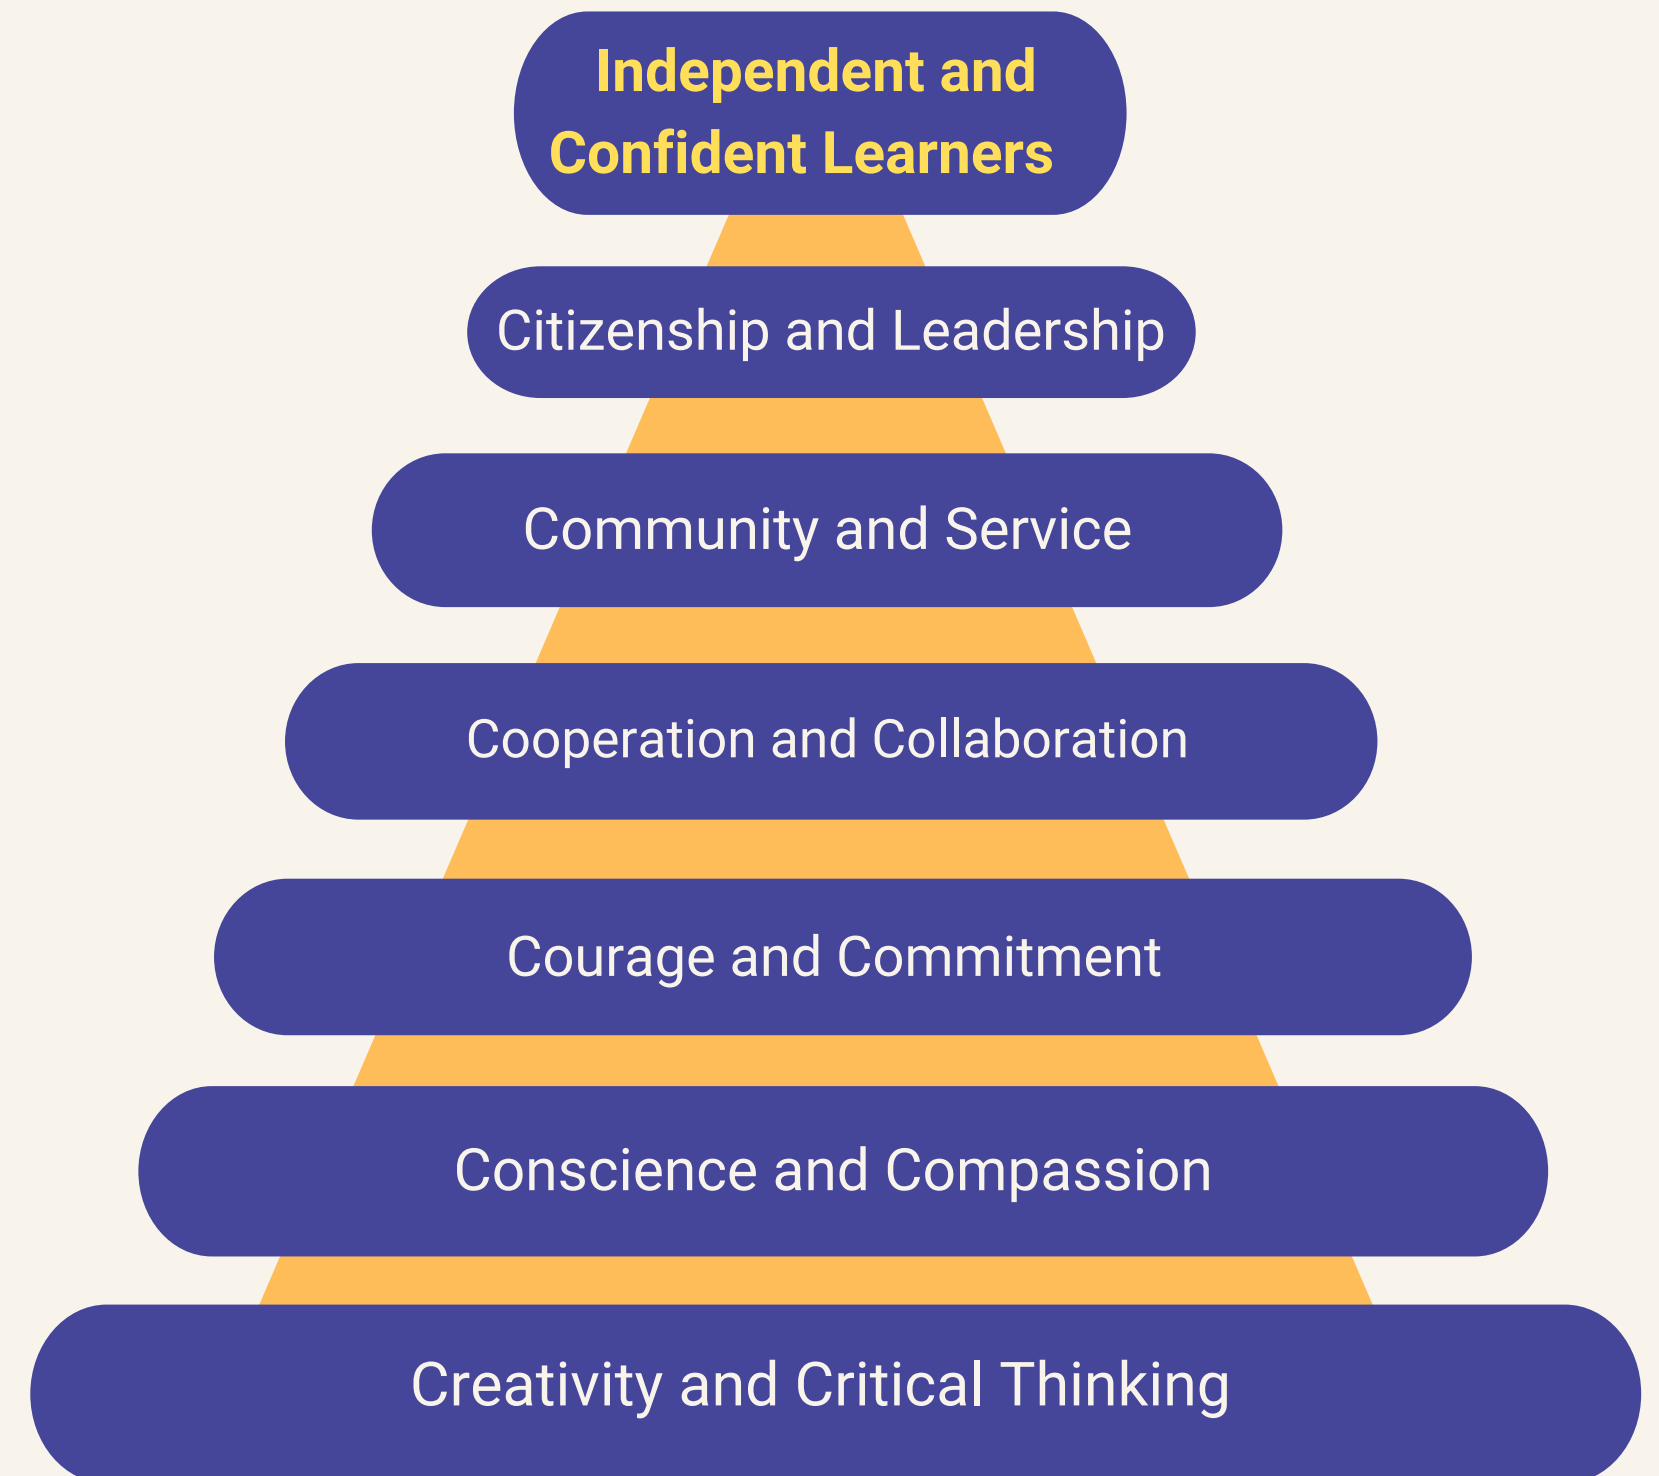 Independent and
Confident Learners
Citizenship and Leadership
Community and Service
Cooperation and Collaboration
Courage and Commitment
Conscience and Compassion
Creativity and Critical Thinking